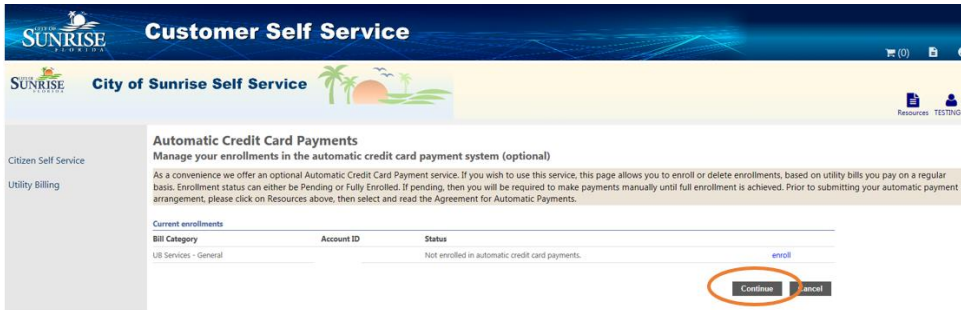 CITY OF
SUNRISE
FLORIDA
Customer Self Service
(0)
SUNRISE
FLORIDA
City of Sunrise Self Service
Resources TESTING
Citizen Self Service
Utility Billing
Automatic Credit Card Payments
Manage your enrollments in the automatic credit card payment system (optional)
As a convenience we offer an optional Automatic Credit Card Payment service. If you wish to use this service, this page allows you to enroll or delete enrollments, based on utility bills you pay on a regular
basis. Enrollment status can either be Pending or Fully Enrolled. If pending, then you will be required to make payments manually until full enrollment is achieved. Prior to submitting your automatic payment
arrangement, please click on Resources above, then select and read the Agreement for Automatic Payments.
Current enrollments
Bill Category Account ID Status
UB Services - General Not enrolled in automatic credit card payments. enroll
Continue Cancel